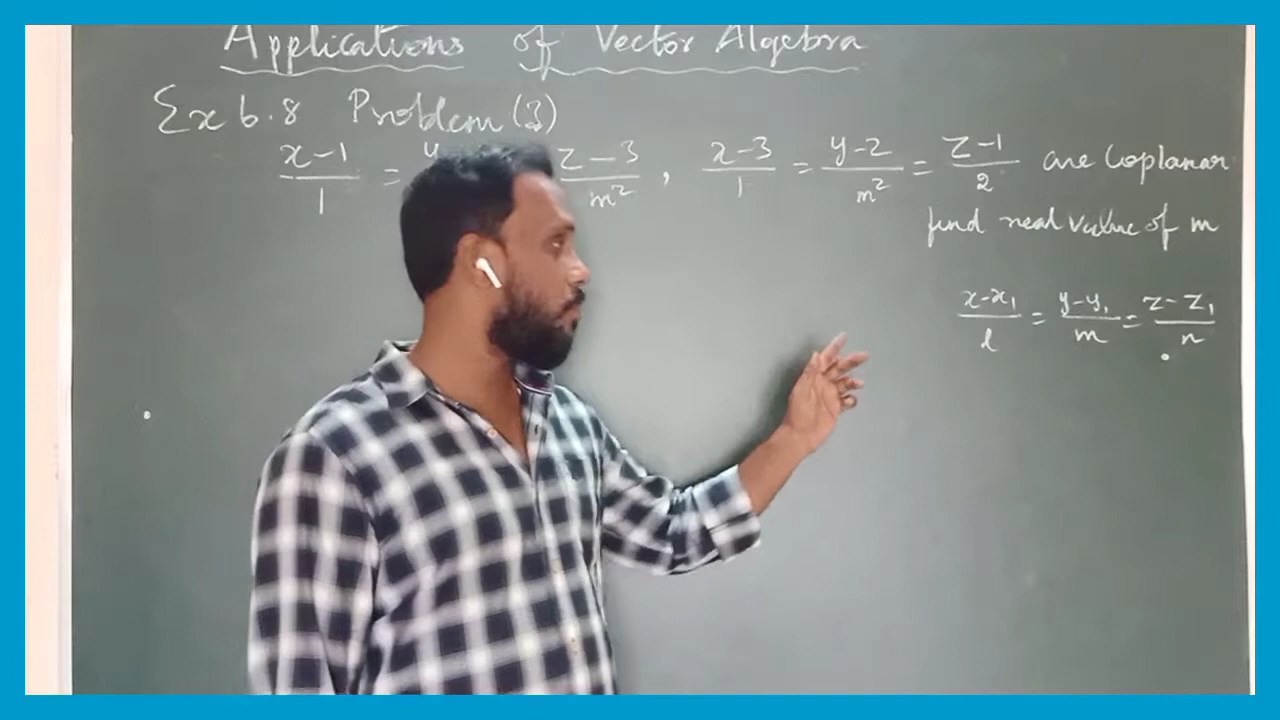 Applications of Vector Algebra
Ex 6.8 Problem (3)
x-1/1 = y z-3/m², x-3/1 = y-2/m² = z-1/2 are Coplanar
find real value of m
x-x₁/l = y-y₁/m = z-z₁/n